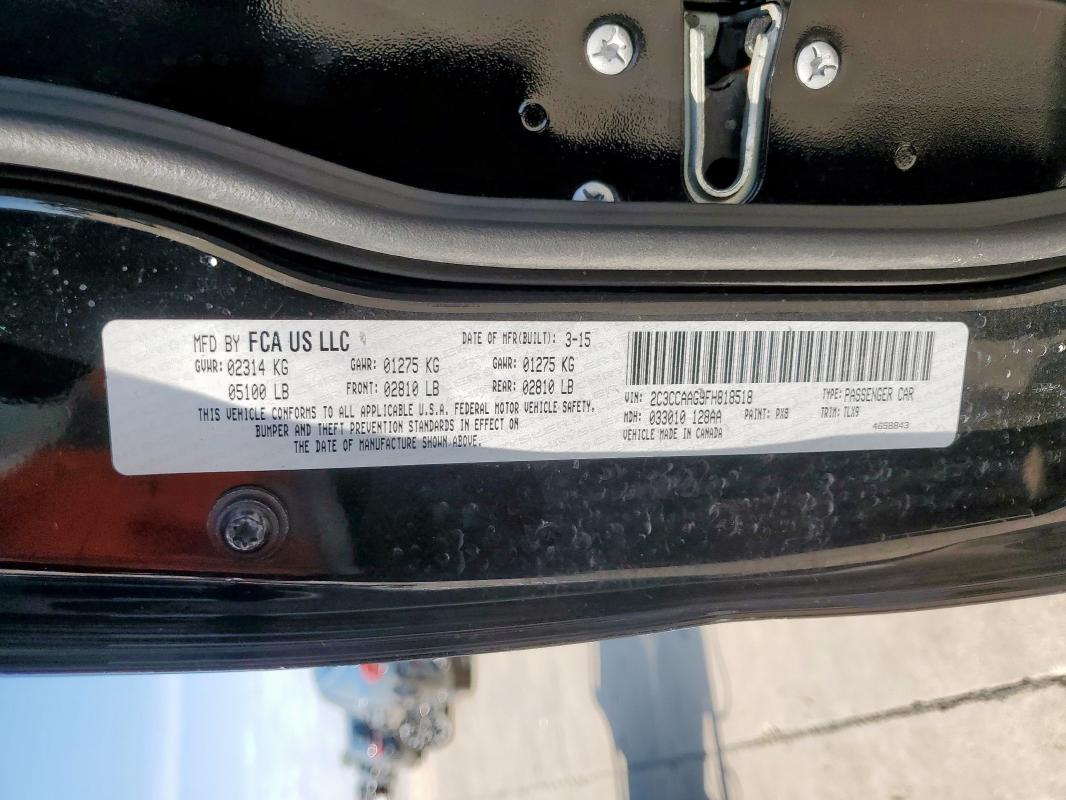 MFD BY FCA US LLC
DATE OF MFR(BUILT): 3-15
GVWR: 02314 KG
GAWR: 01275 KG
GAWR: 01275 KG
05100 LB
FRONT: 02810 LB
REAR: 02810 LB
THIS VEHICLE CONFORMS TO ALL APPLICABLE U.S.A. FEDERAL MOTOR VEHICLE SAFETY,
BUMPER AND THEFT PREVENTION STANDARDS IN EFFECT ON
THE DATE OF MANUFACTURE SHOWN ABOVE.
VIN: 2C3CCAAG9FH818518
TYPE: PASSENGER CAR
MDH: 033010 128AA
PAINT: PX8
TRIM: TLX9
VEHICLE MADE IN CANADA
4658843